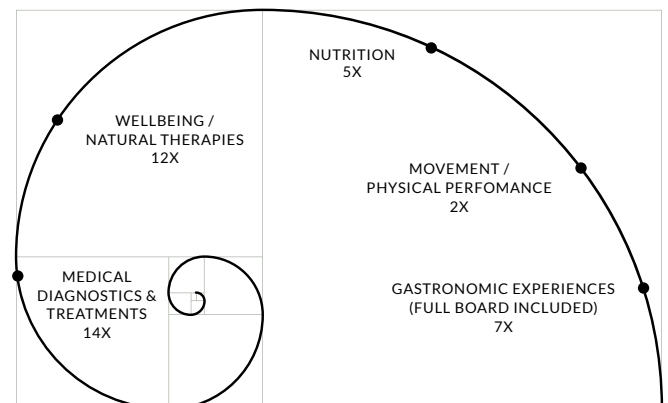 NUTRITION
5X
WELLBEING /
NATURAL THERAPIES
12X
MOVEMENT /
PHYSICAL PERFOMANCE
2X
MEDICAL
DIAGNOSTICS &
TREATMENTS
14X
GASTRONOMIC EXPERIENCES
(FULL BOARD INCLUDED)
7X